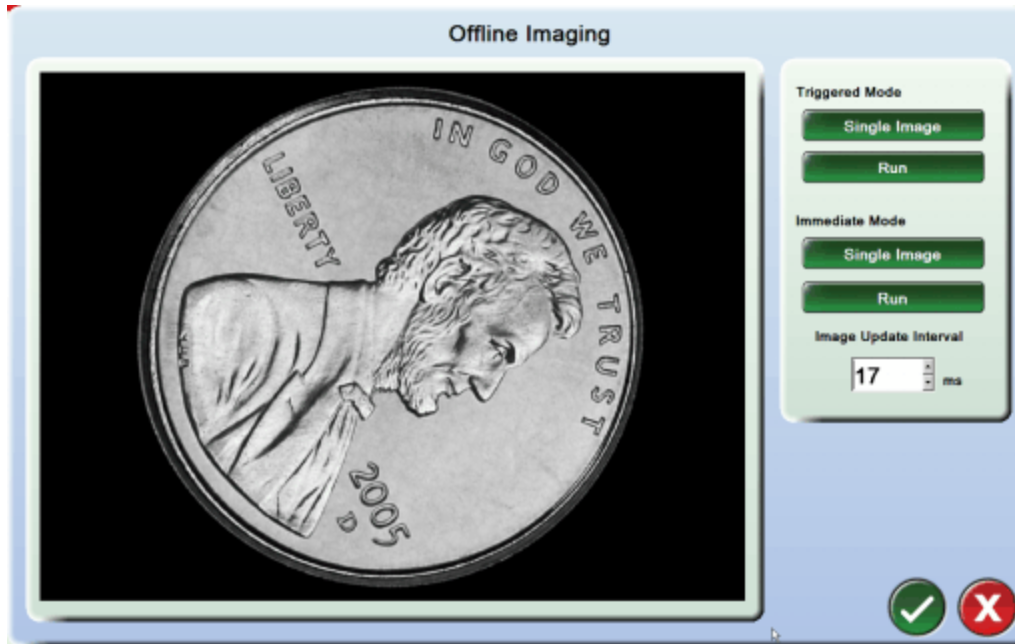 Offline Imaging
IN GOD WE TRUST
LIBERTY
2005
D
Triggered Mode
Single Image
Run
Immediate Mode
Single Image
Run
Image Update Interval
17 ms